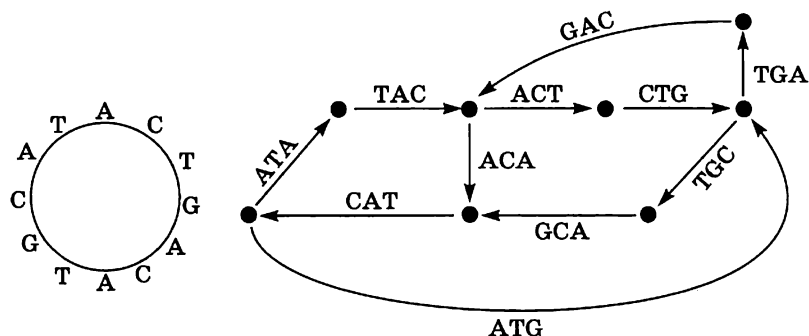 A C T G A C A T G C A T
GAC
TGA
TAC
ACT
CTG
ATA
ACA
TGC
CAT
GCA
ATG